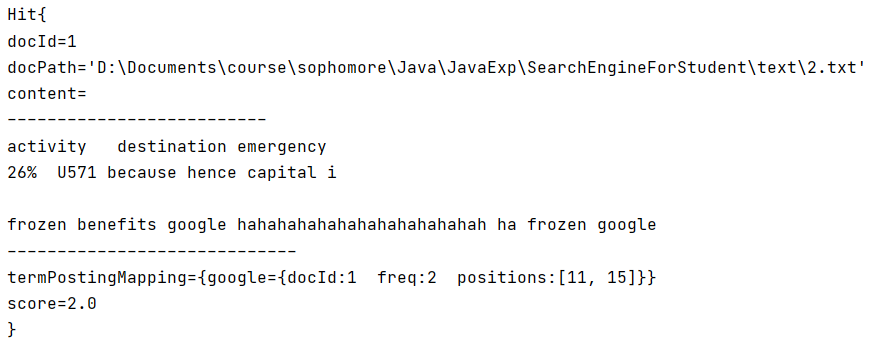 Hit{
docId=1
docPath='D:\Documents\course\sophomore\Java\JavaExp\SearchEngineForStudent\text\2.txt'
content=
--------------------------
activity   destination emergency
26%  U571 because hence capital i
frozen benefits google hahahahahahahahahahahahah ha frozen google
-----------------------------
termPostingMapping={google={docId:1  freq:2  positions:[11, 15]}}
score=2.0
}